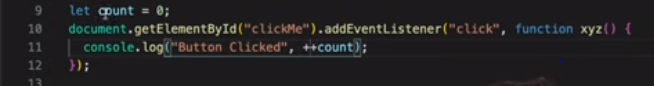 9 let count = 0;
10 document.getElementById("clickMe").addEventListener("click", function xyz() {
11 console.log("Button Clicked", ++count);
12 });
13